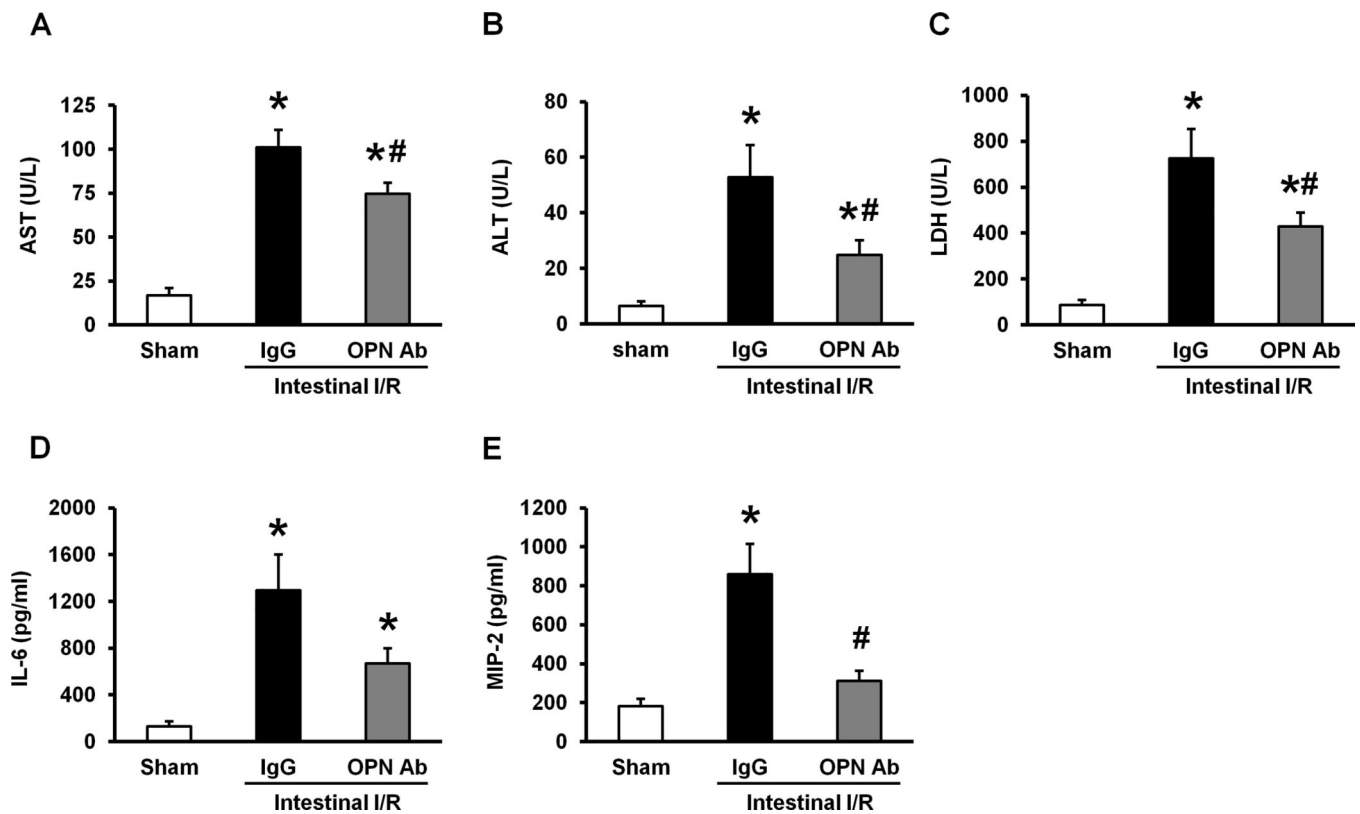 A
AST (U/L)
125
100
75
50
25
0
*
*#
Sham IgG OPN Ab
Intestinal I/R
B
ALT (U/L)
80
60
40
20
0
*
*#
sham IgG OPN Ab
Intestinal I/R
C
LDH (U/L)
1000
800
600
400
200
0
*
*#
Sham IgG OPN Ab
Intestinal I/R
D
IL-6 (pg/ml)
2000
1600
1200
800
400
0
*
*
Sham IgG OPN Ab
Intestinal I/R
E
MIP-2 (pg/ml)
1200
1000
800
600
400
200
0
*
#
Sham IgG OPN Ab
Intestinal I/R